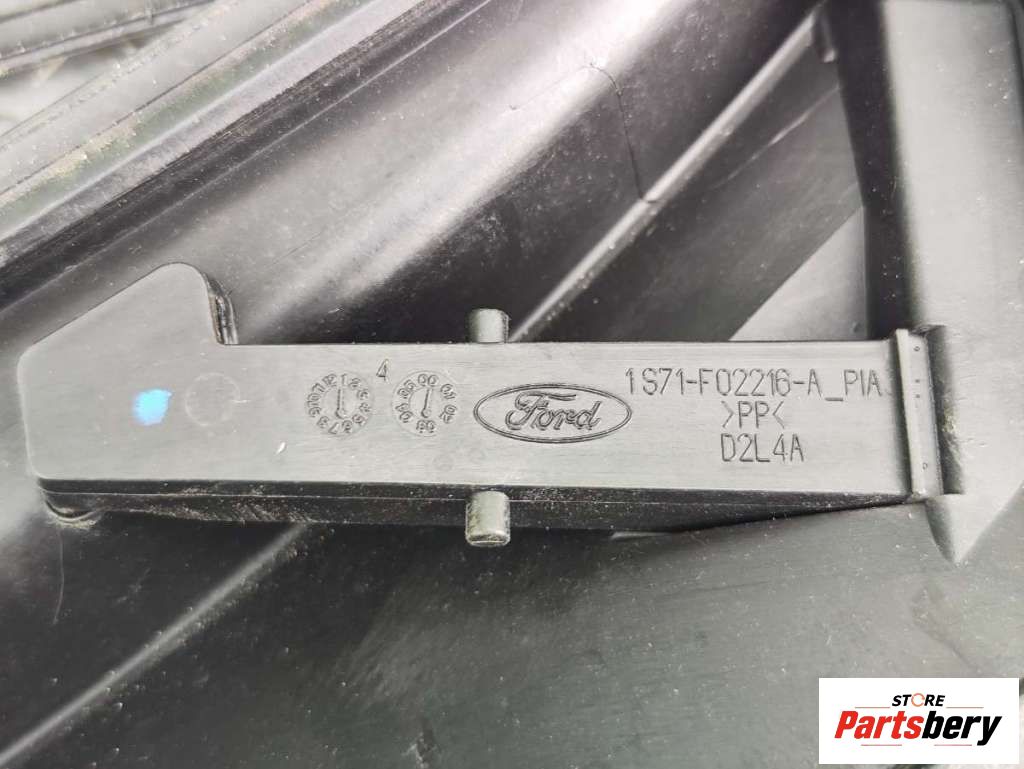 4
Ford
1S71-F02216-A_PIA
>PP<
D2L4A
STORE
Partsbery